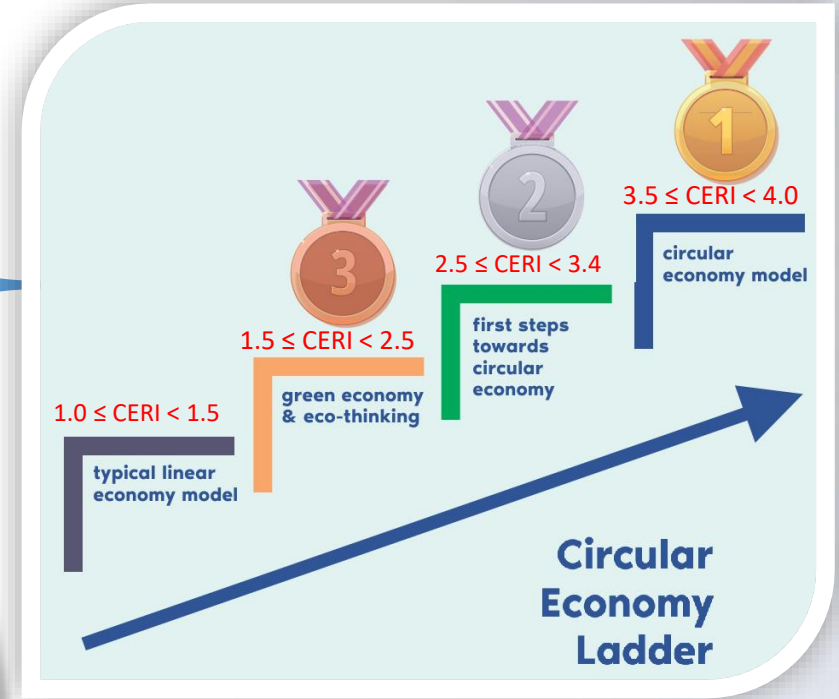 1
3.5 ≤ CERI < 4.0
circular
economy model
2
2.5 ≤ CERI < 3.4
first steps
towards
circular
economy
3
1.5 ≤ CERI < 2.5
green economy
& eco-thinking
1.0 ≤ CERI < 1.5
typical linear
economy model
Circular
Economy
Ladder